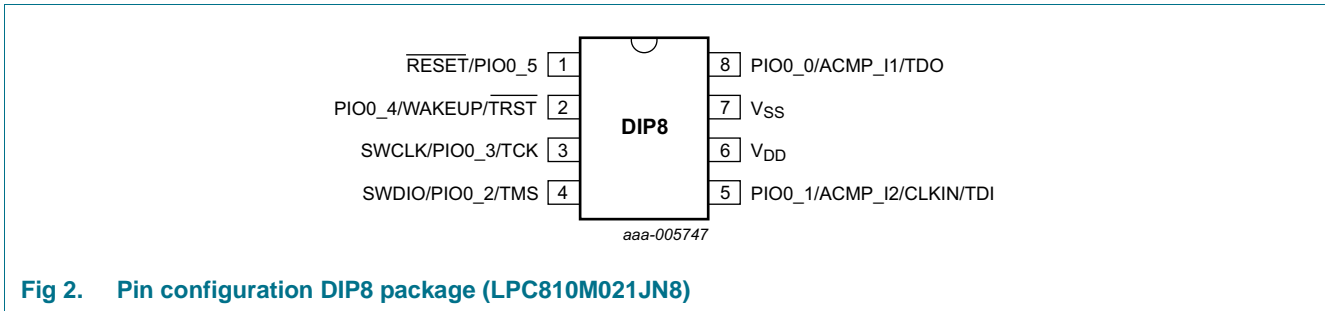 RESET/PIO0_5 1
8 PIO0_0/ACMP_I1/TDO
PIO0_4/WAKEUP/TRST 2
7 VSS
DIP8
SWCLK/PIO0_3/TCK 3
6 VDD
SWDIO/PIO0_2/TMS 4
5 PIO0_1/ACMP_I2/CLKIN/TDI
aaa-005747
Fig 2. Pin configuration DIP8 package (LPC810M021JN8)